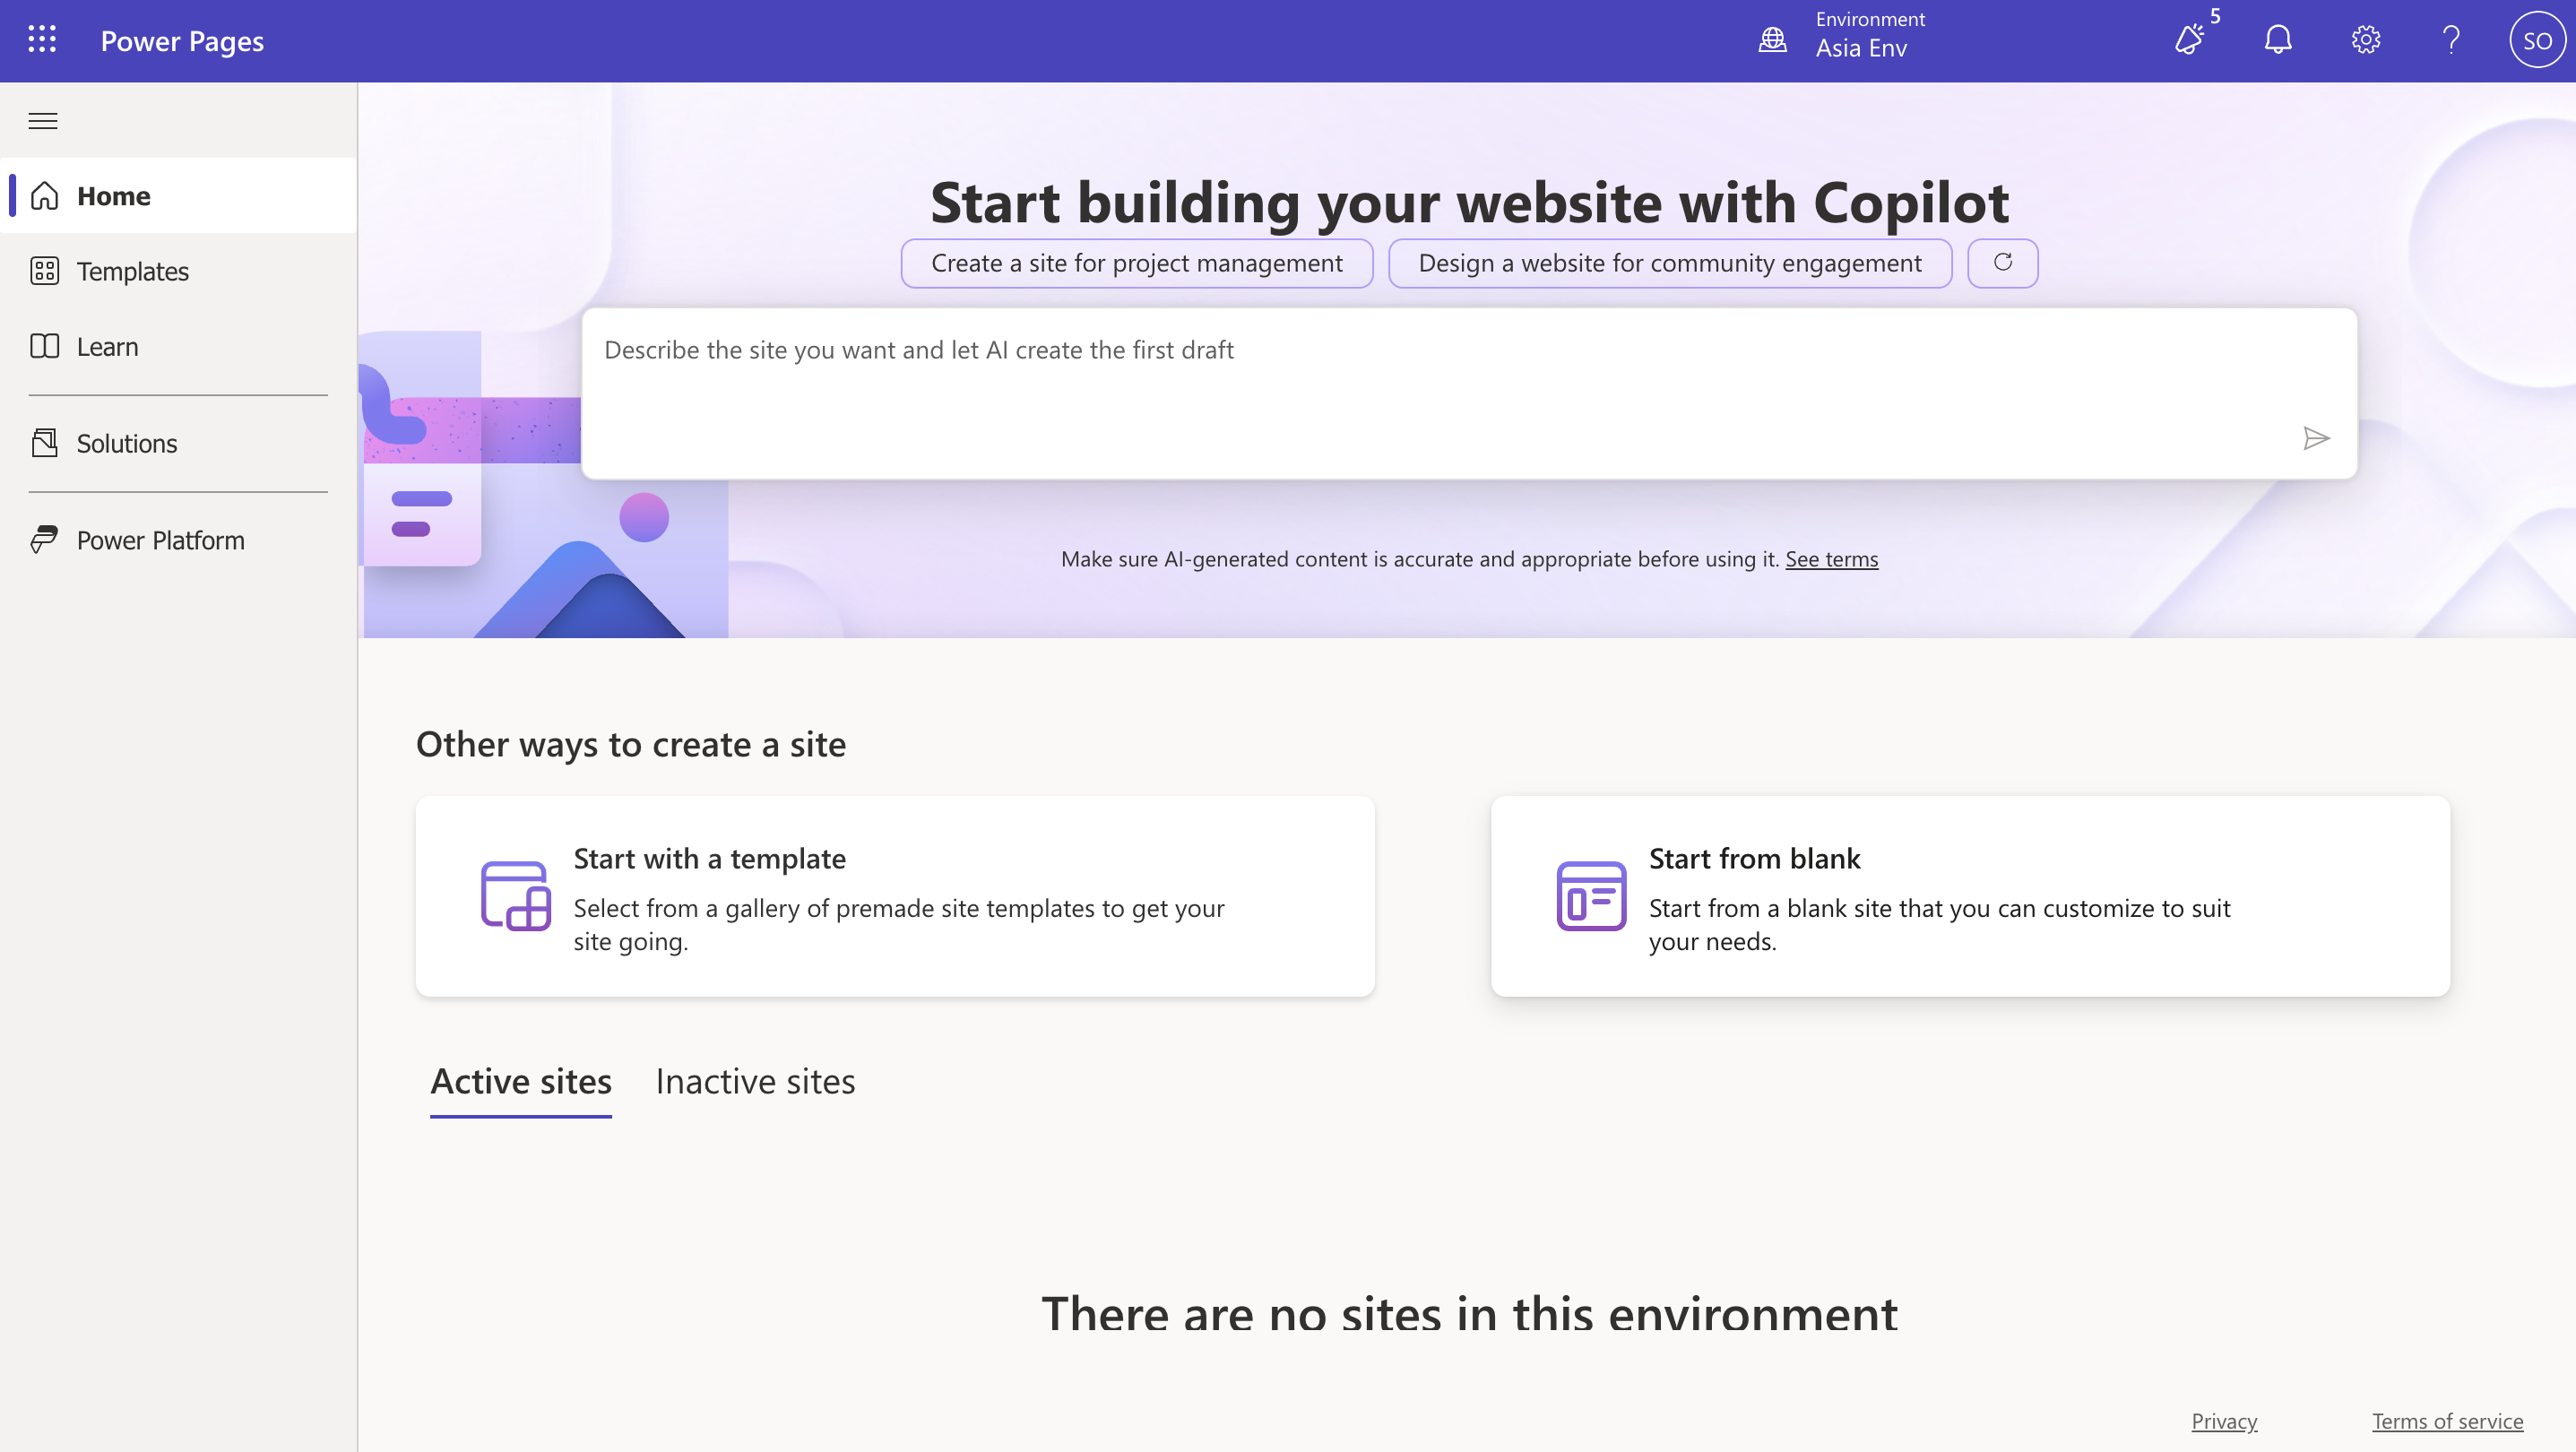 Power Pages
Environment
Asia Env
5
SO
Home
Templates
Learn
Solutions
Power Platform
Start building your website with Copilot
Create a site for project management
Design a website for community engagement
Describe the site you want and let AI create the first draft
Make sure AI-generated content is accurate and appropriate before using it. See terms
Other ways to create a site
Start with a template
Select from a gallery of premade site templates to get your
site going.
Start from blank
Start from a blank site that you can customize to suit
your needs.
Active sites
Inactive sites
There are no sites in this environment
Privacy
Terms of service